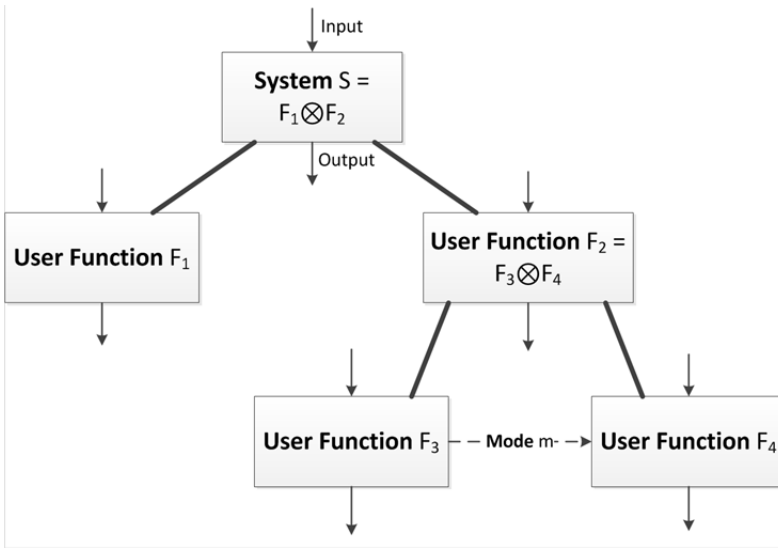 Input
System S =
F₁⊗F₂
Output
User Function F₁
User Function F₂ =
F₃⊗F₄
User Function F₃
Mode m-
User Function F₄